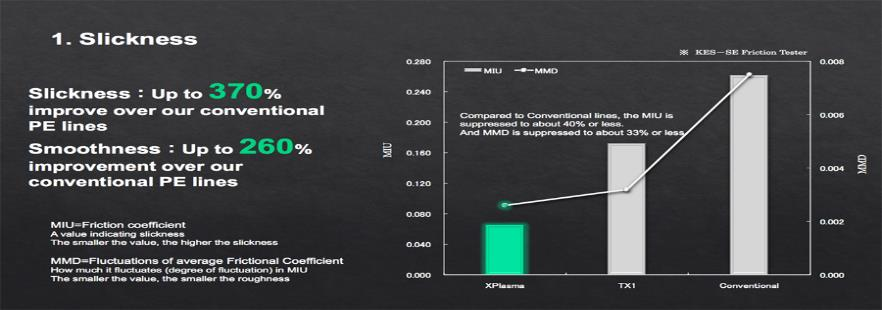 1. Slickness
Slickness : Up to 370%
improve over our conventional
PE lines
Smoothness : Up to 260%
improvement over our
conventional PE lines
MIU=Friction coefficient
A value indicating slickness
The smaller the value, the higher the slickness
MMD=Fluctuations of average Frictional Coefficient
How much it fluctuates (degree of fluctuation) in MIU
The smaller the value, the smaller the roughness
※ KES-SE Friction Tester
MIU
MMD
Compared to Conventional lines, the MIU is
suppressed to about 40% or less.
And MMD is suppressed to about 33% or less.
0.280
0.240
0.200
0.160
0.120
0.080
0.040
0.000
MIU
0.008
0.006
0.004
0.002
0.000
MMD
XPlasma
TX1
Conventional